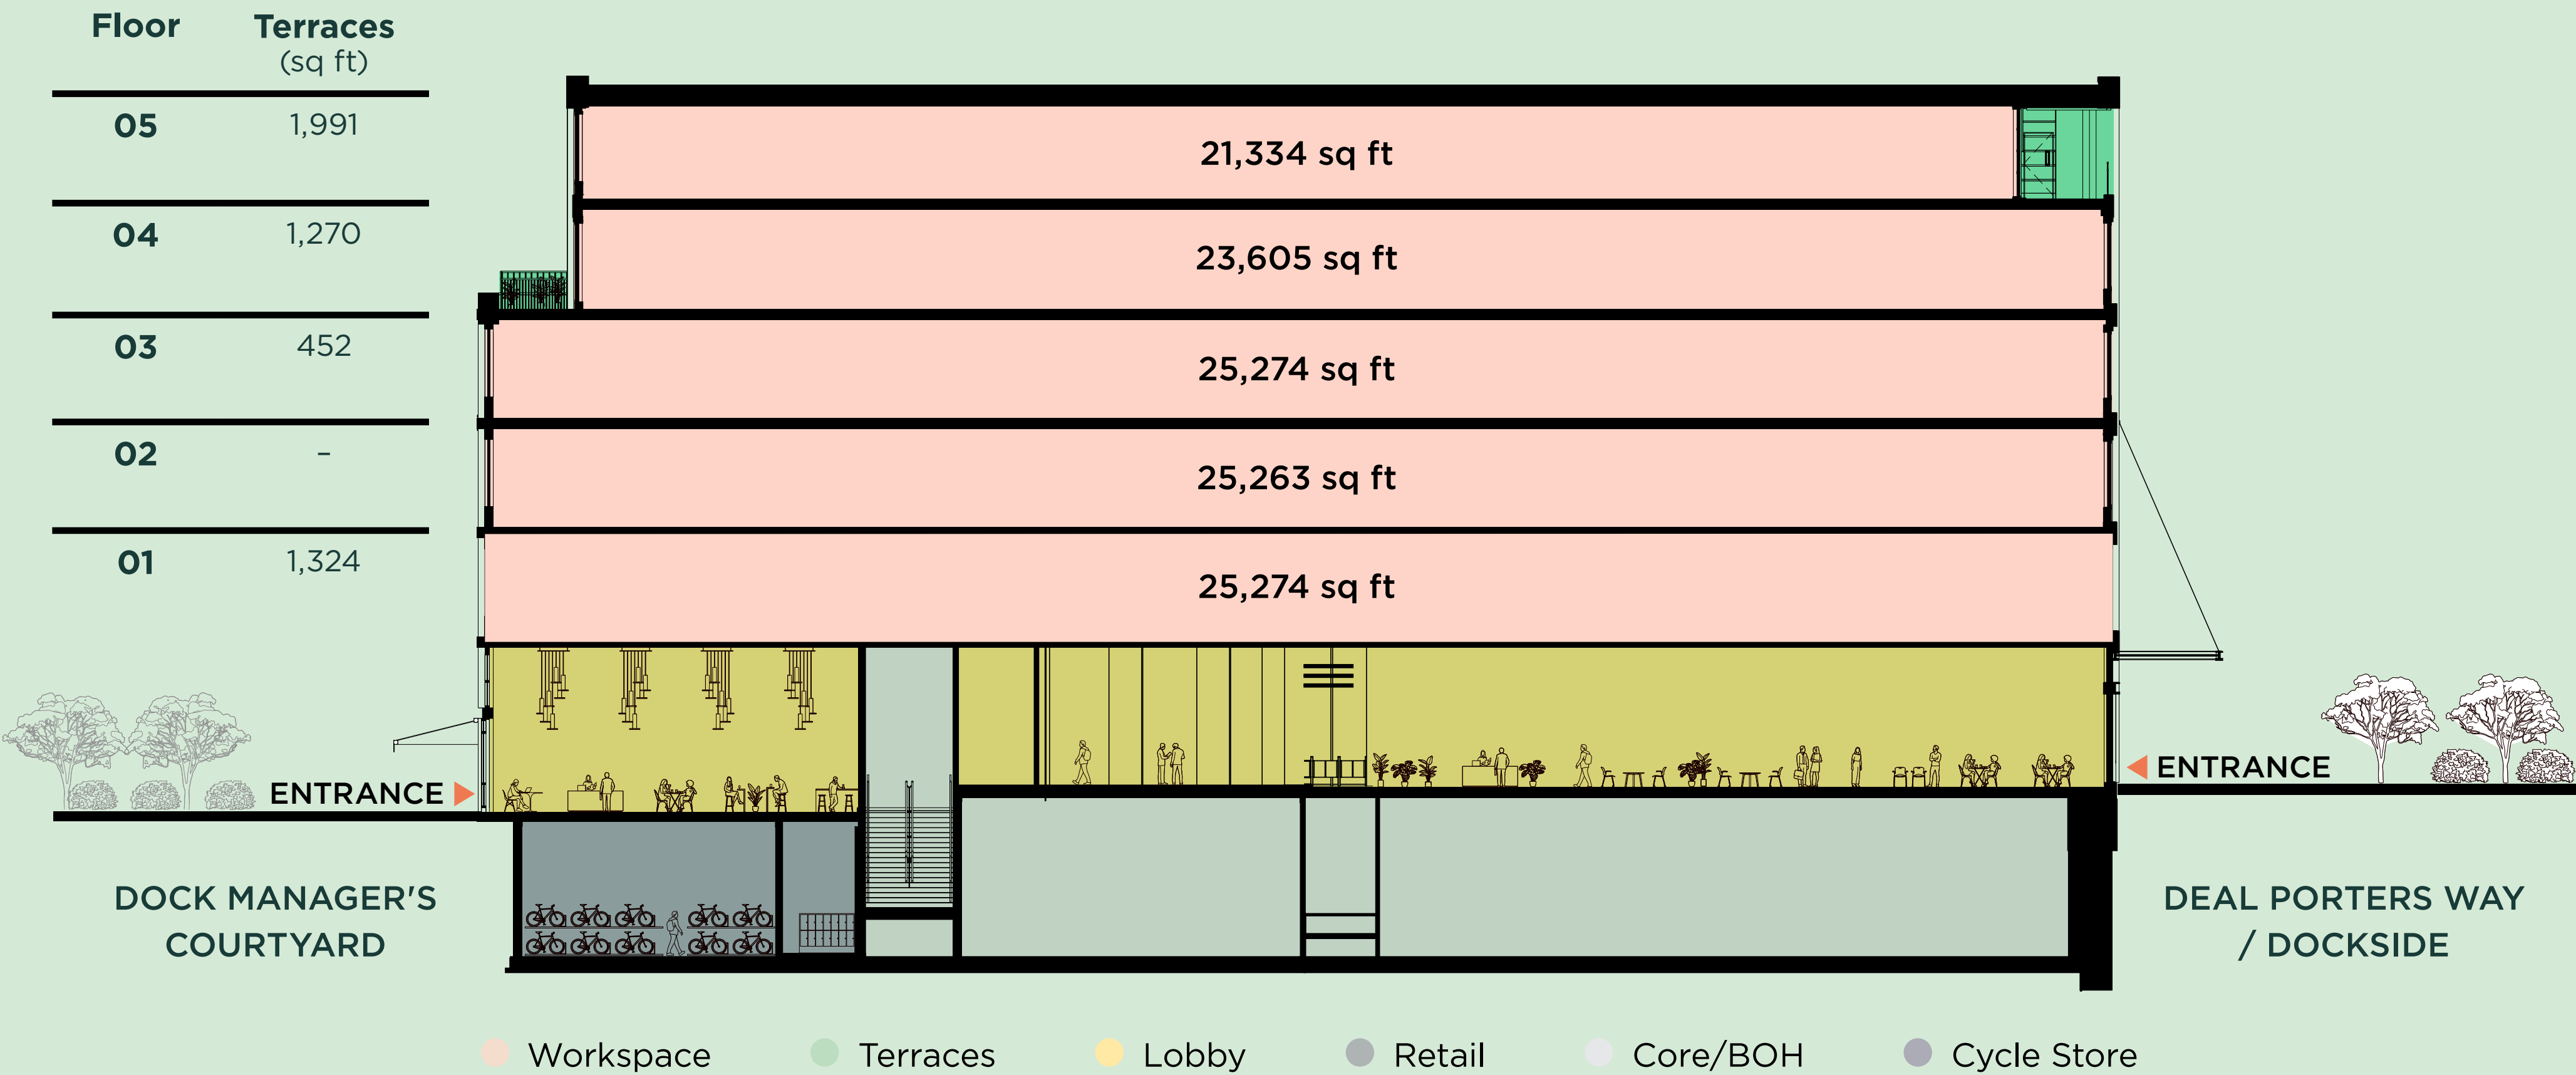 Floor Terraces
(sq ft)
05 1,991 21,334 sq ft
04 1,270 23,605 sq ft
03 452 25,274 sq ft
02 – 25,263 sq ft
01 1,324 25,274 sq ft
ENTRANCE ENTRANCE
DOCK MANAGER'S
COURTYARD
DEAL PORTERS WAY
/ DOCKSIDE
Workspace Terraces Lobby Retail Core/BOH Cycle Store